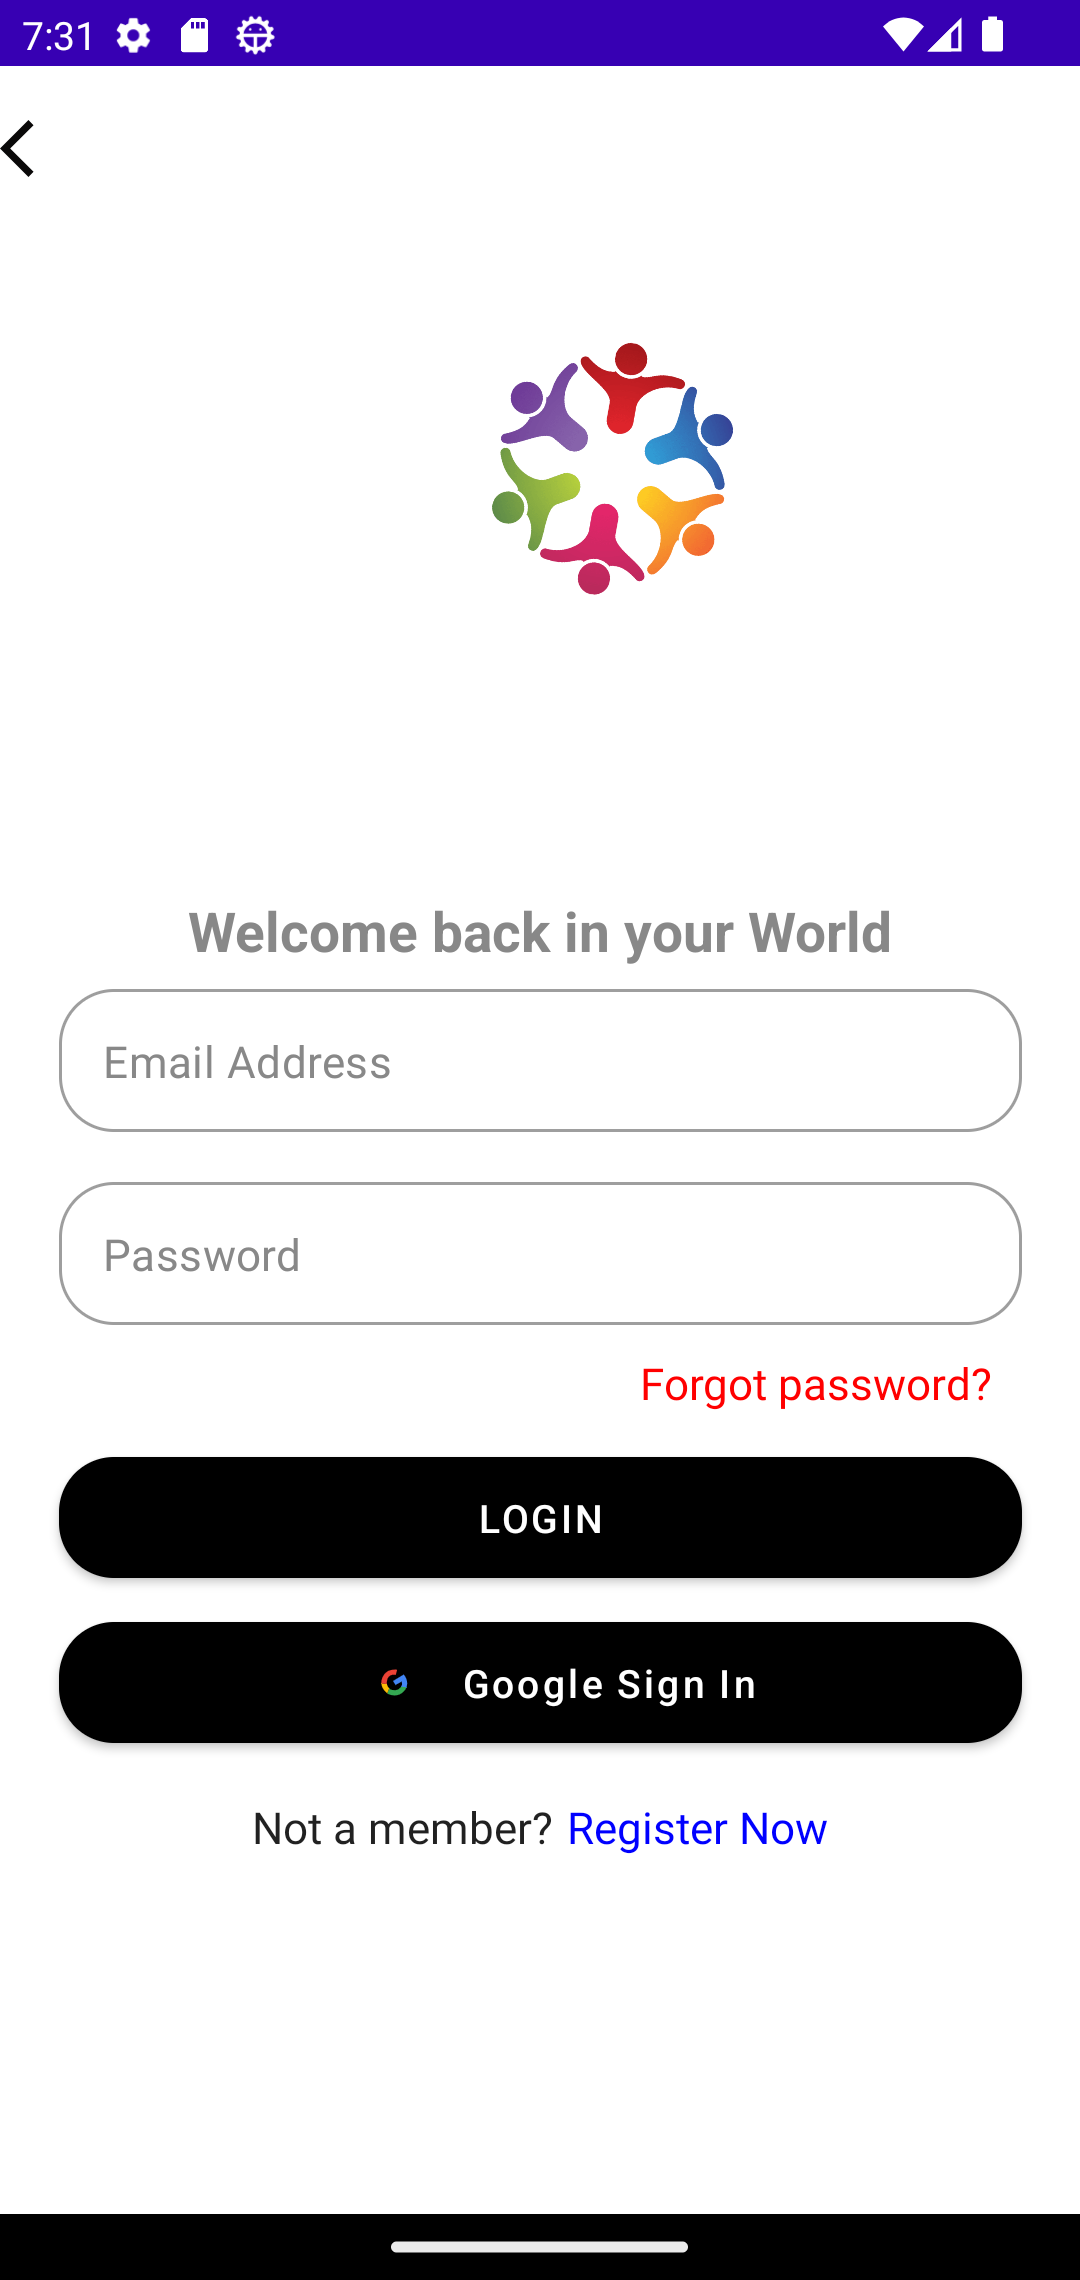 7:31
Welcome back in your World
Email Address
Password
Forgot password?
LOGIN
Google Sign In
Not a member? Register Now